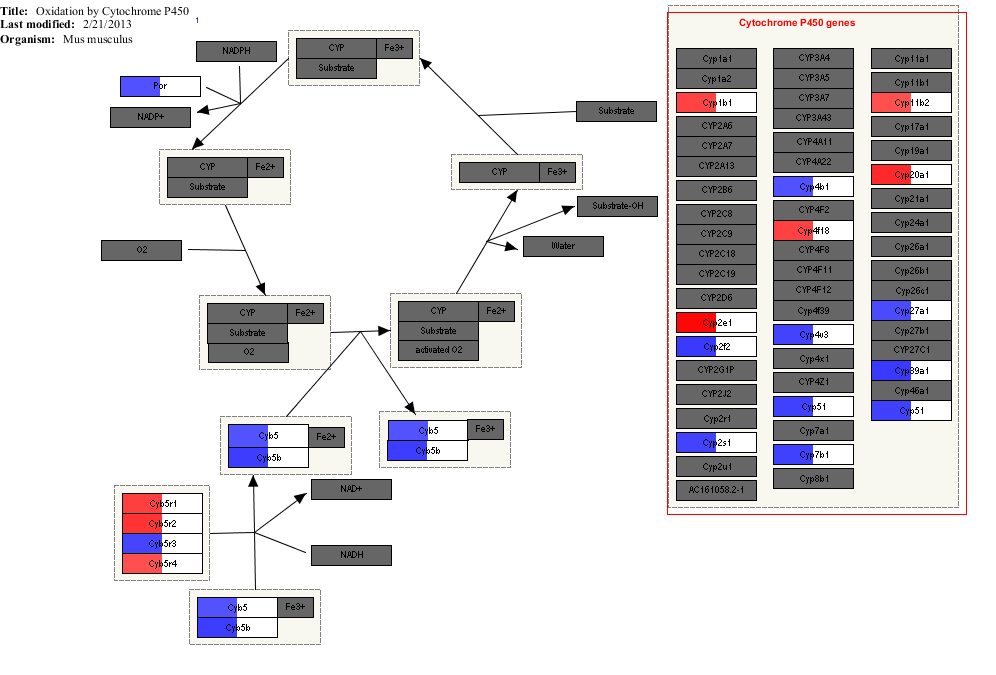 Title: Oxidation by Cytochrome P450
Last modified: 2/21/2013
Organism: Mus musculus
1
NADPH
Por
NADP+
CYP Fe3+
Substrate
Substrate
CYP Fe2+
Substrate
CYP Fe3+
Substrate-OH
Water
O2
CYP Fe2+
Substrate
O2
CYP Fe2+
Substrate
activated O2
Cyb5 Fe2+
Cyb5b
Cyb5 Fe3+
Cyb5b
NAD+
Cyb5r1
Cyb5r2
Cyb5r3
Cyb5r4
NADH
Cyb5 Fe3+
Cyb5b
Cytochrome P450 genes
Cyp1a1
Cyp1a2
Cyp1b1
CYP2A6
CYP2A7
CYP2A13
CYP2B6
CYP2C8
CYP2C9
CYP2C18
CYP2C19
CYP2D6
Cyp2e1
Cyp2f2
CYP2G1P
CYP2J2
Cyp2r1
Cyp2s1
Cyp2u1
AC161058.2-1
CYP3A4
CYP3A5
CYP3A7
CYP3A43
CYP4A11
CYP4A22
Cyp4b1
CYP4F2
Cyp4f18
CYP4F8
CYP4F11
CYP4F12
Cyp4f39
Cyp4v3
Cyp4x1
CYP4Z1
Cyp51
Cyp7a1
Cyp7b1
Cyp8b1
Cyp11a1
Cyp11b1
Cyp11b2
Cyp17a1
Cyp19a1
Cyp20a1
Cyp21a1
Cyp24a1
Cyp26a1
Cyp26b1
Cyp26c1
Cyp27a1
Cyp27b1
CYP27C1
Cyp39a1
Cyp46a1
Cyp51